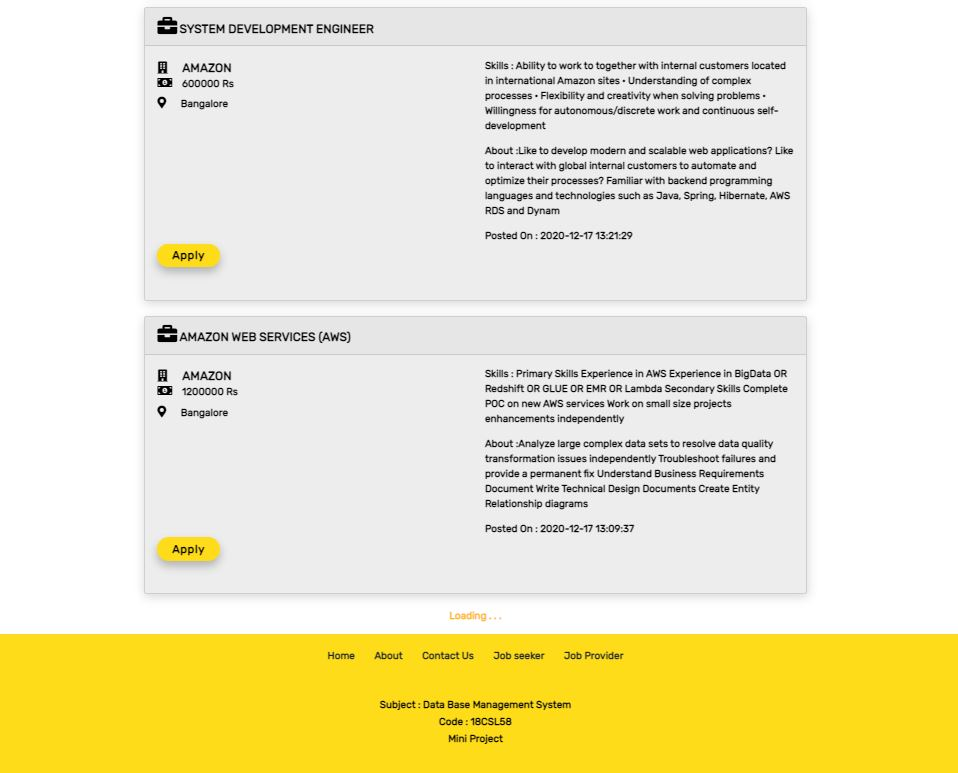 SYSTEM DEVELOPMENT ENGINEER
AMAZON
600000 Rs
Bangalore
Skills : Ability to work to together with internal customers located
in international Amazon sites • Understanding of complex
processes • Flexibility and creativity when solving problems •
Willingness for autonomous/discrete work and continuous self-
development
About :Like to develop modern and scalable web applications? Like
to interact with global internal customers to automate and
optimize their processes? Familiar with backend programming
languages and technologies such as Java, Spring, Hibernate, AWS
RDS and Dynam
Posted On : 2020-12-17 13:21:29
Apply
AMAZON WEB SERVICES (AWS)
AMAZON
1200000 Rs
Bangalore
Skills : Primary Skills Experience in AWS Experience in BigData OR
Redshift OR GLUE OR EMR OR Lambda Secondary Skills Complete
POC on new AWS services Work on small size projects
enhancements independently
About :Analyze large complex data sets to resolve data quality
transformation issues independently Troubleshoot failures and
provide a permanent fix Understand Business Requirements
Document Write Technical Design Documents Create Entity
Relationship diagrams
Posted On : 2020-12-17 13:09:37
Apply
Loading . . .
Home About Contact Us Job seeker Job Provider
Subject : Data Base Management System
Code : 18CSL58
Mini Project